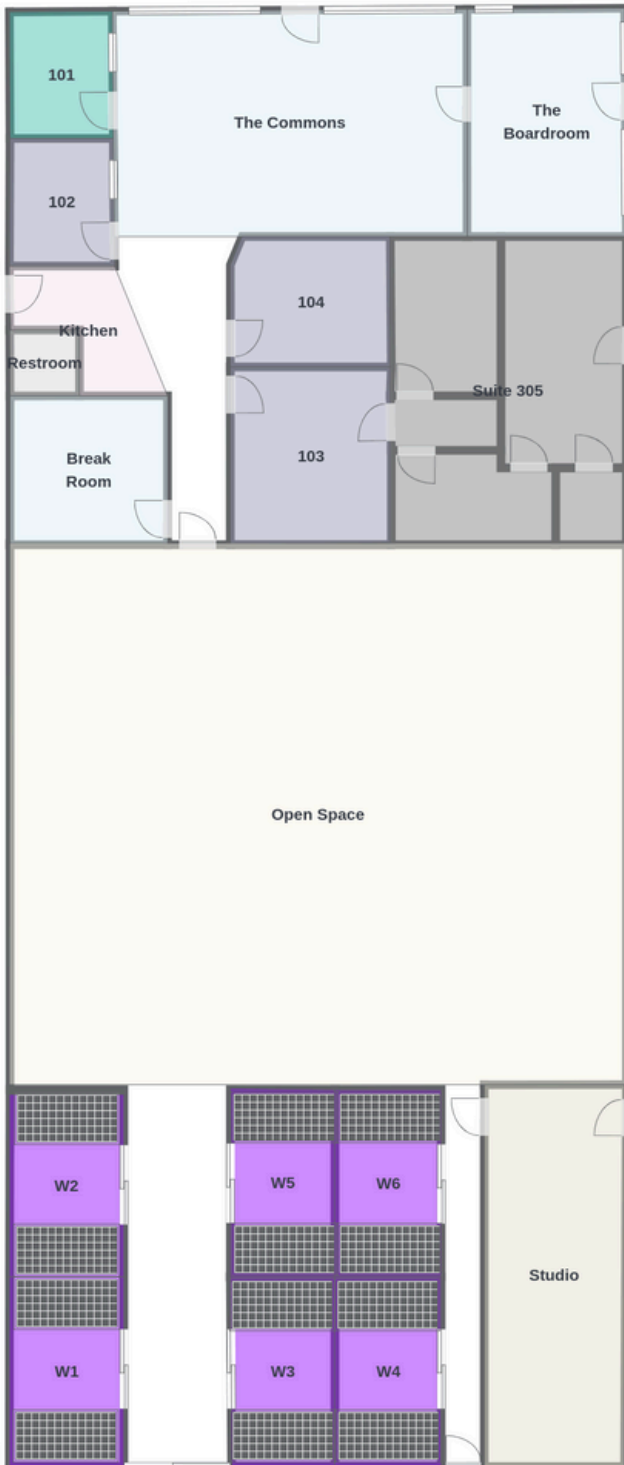 101
The Commons
The
Boardroom
102
104
Kitchen
Restroom
Suite 305
103
Break
Room
Open Space
W2
W5
W6
Studio
W1
W3
W4